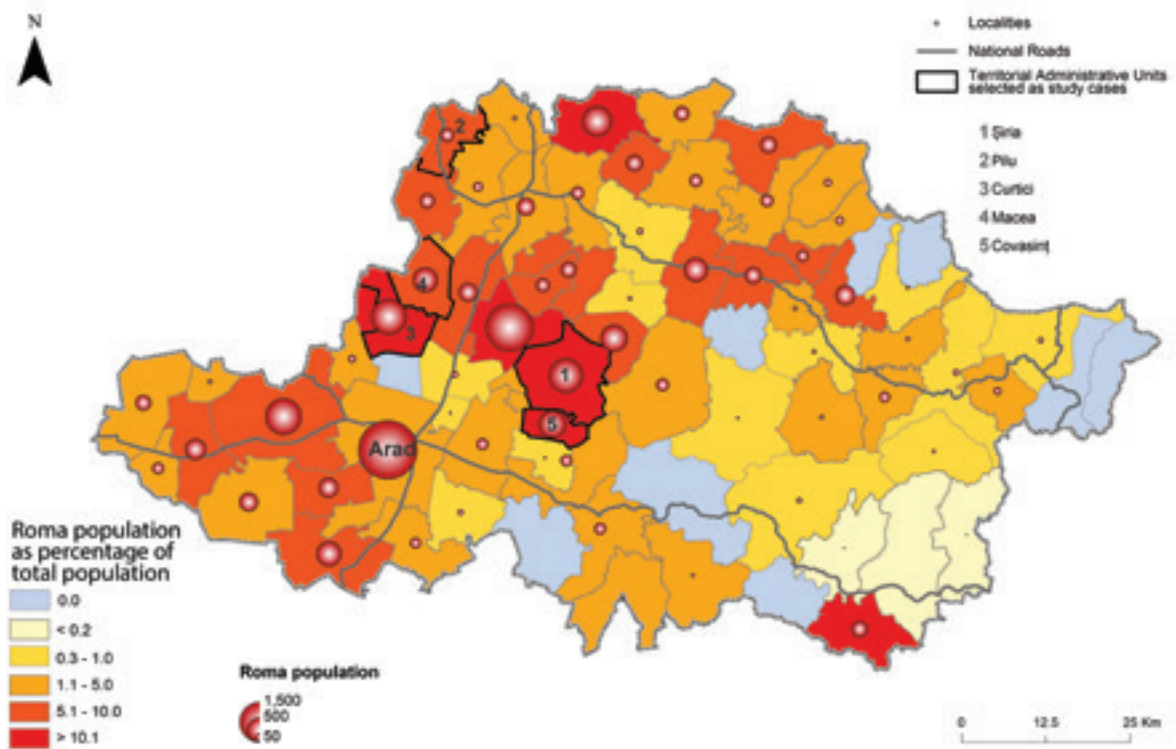 N
Localities
National Roads
Territorial Administrative Units
selected as study cases
1 Şiria
2 Pilu
3 Curtici
4 Macea
5 Covasinţ
2
4
3
1
5
Arad
Roma population
as percentage of
total population
0.0
< 0.2
0.3 - 1.0
1.1 - 5.0
5.1 - 10.0
> 10.1
Roma population
1,500
500
50
0 12.5 25 Km